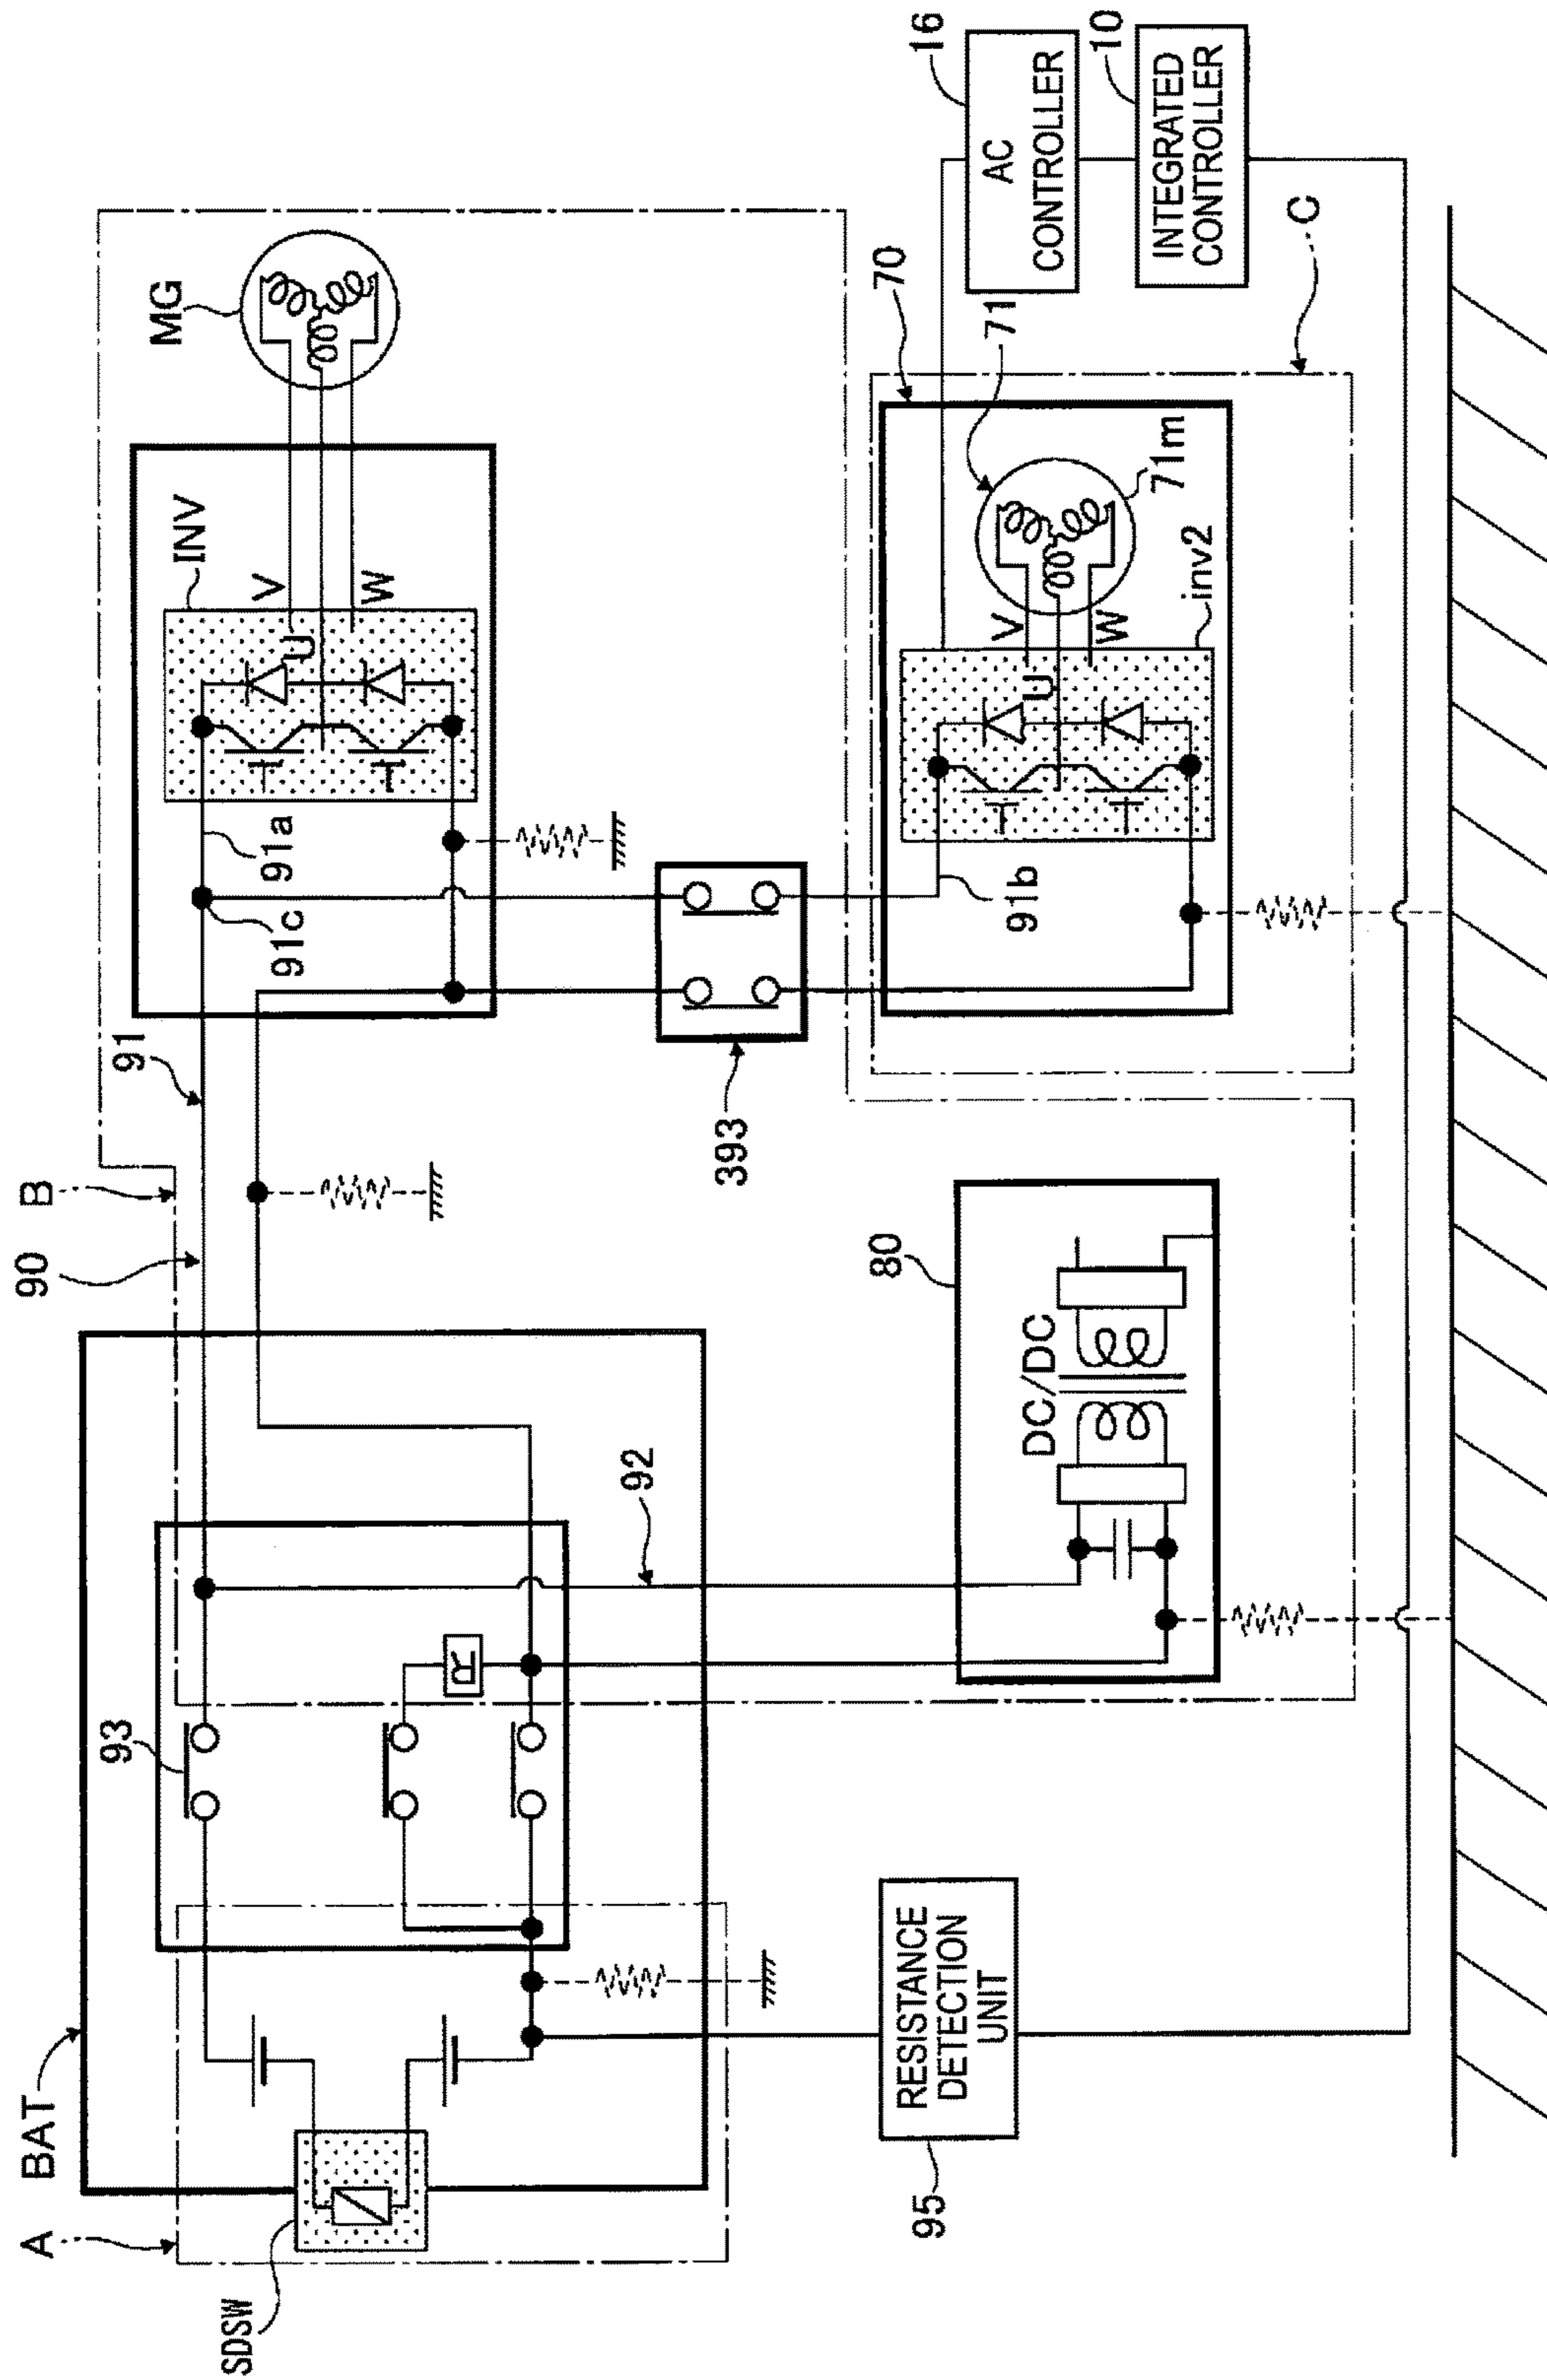 BAT
A
SDSW
93
90
B
91
91c
91a
INV
V
U
W
MG
R
92
393
DC/DC
80
95
RESISTANCE
DETECTION
UNIT
70
71
71m
91b
V
U
W
inv2
C
16
AC
CONTROLLER
10
INTEGRATED
CONTROLLER